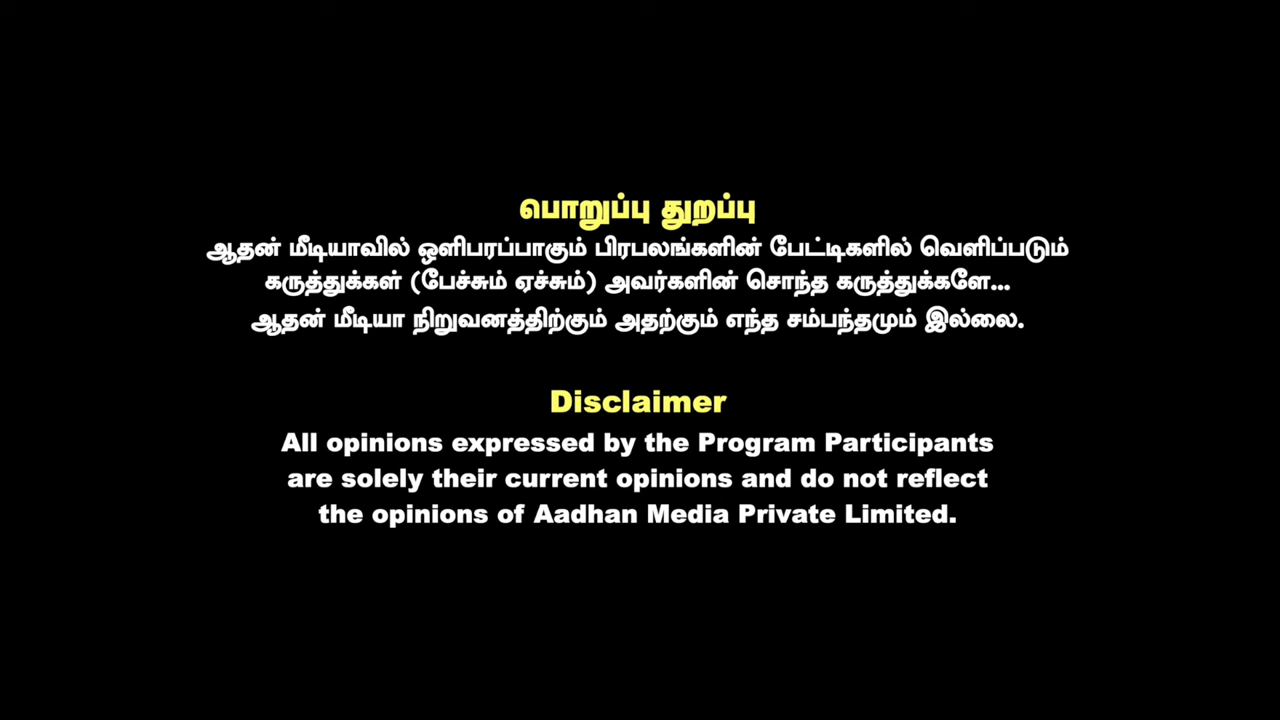 பொறுப்பு துறப்பு
ஆதன் மீடியாவில் ஒளிபரப்பாகும் பிரபலங்களின் பேட்டிகளில் வெளிப்படும்
கருத்துக்கள் (பேச்சும் ஏச்சும்) அவர்களின் சொந்த கருத்துக்களே...
ஆதன் மீடியா நிறுவனத்திற்கும் அதற்கும் எந்த சம்பந்தமும் இல்லை.
Disclaimer
All opinions expressed by the Program Participants
are solely their current opinions and do not reflect
the opinions of Aadhan Media Private Limited.